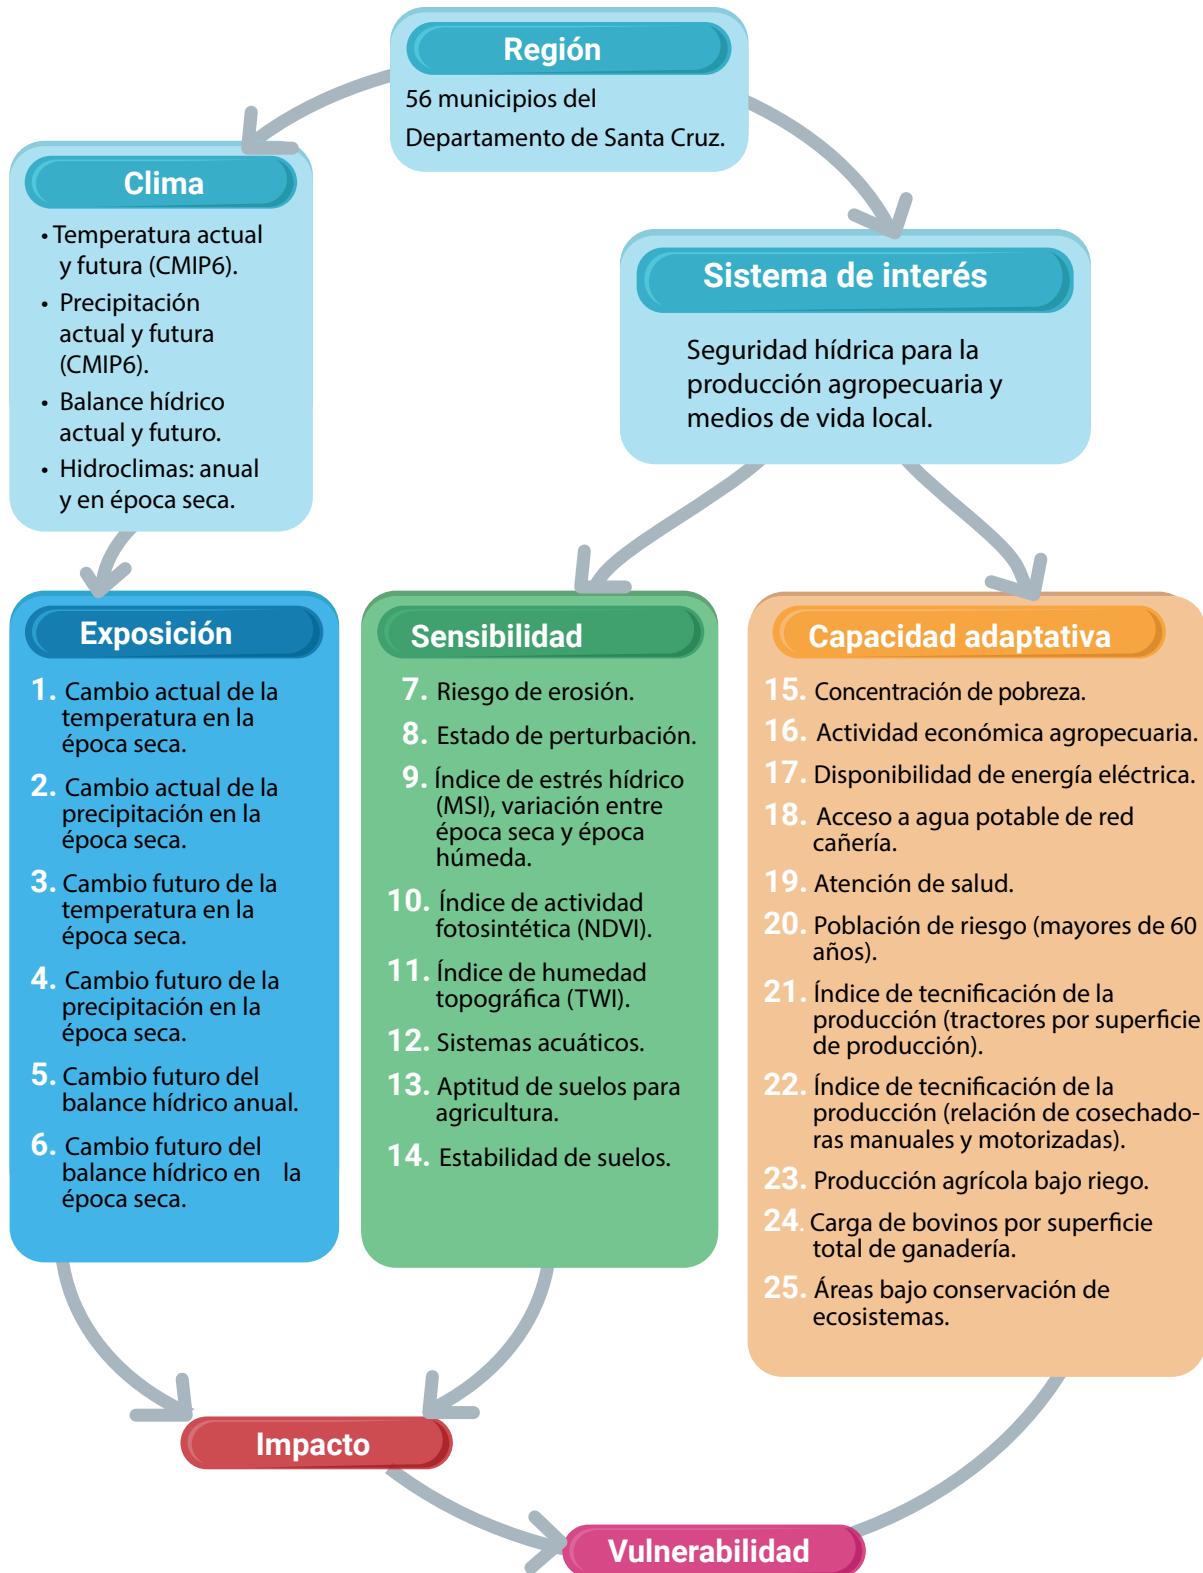 Región
56 municipios del
Departamento de Santa Cruz.
Clima
• Temperatura actual
y futura (CMIP6).
• Precipitación
actual y futura
(CMIP6).
• Balance hídrico
actual y futuro.
• Hidroclimas: anual
y en época seca.
Sistema de interés
Seguridad hídrica para la
producción agropecuaria y
medios de vida local.
Exposición
1. Cambio actual de la
temperatura en la
época seca.
2. Cambio actual de la
precipitación en la
época seca.
3. Cambio futuro de la
temperatura en la
época seca.
4. Cambio futuro de la
precipitación en la
época seca.
5. Cambio futuro del
balance hídrico anual.
6. Cambio futuro del
balance hídrico en la
época seca.
Sensibilidad
7. Riesgo de erosión.
8. Estado de perturbación.
9. Índice de estrés hídrico
(MSI), variación entre
época seca y época
húmeda.
10. Índice de actividad
fotosintética (NDVI).
11. Índice de humedad
topográfica (TWI).
12. Sistemas acuáticos.
13. Aptitud de suelos para
agricultura.
14. Estabilidad de suelos.
Capacidad adaptativa
15. Concentración de pobreza.
16. Actividad económica agropecuaria.
17. Disponibilidad de energía eléctrica.
18. Acceso a agua potable de red
cañería.
19. Atención de salud.
20. Población de riesgo (mayores de 60
años).
21. Índice de tecnificación de la
producción (tractores por superficie
de producción).
22. Índice de tecnificación de la
producción (relación de cosechado-
ras manuales y motorizadas).
23. Producción agrícola bajo riego.
24. Carga de bovinos por superficie
total de ganadería.
25. Áreas bajo conservación de
ecosistemas.
Impacto
Vulnerabilidad